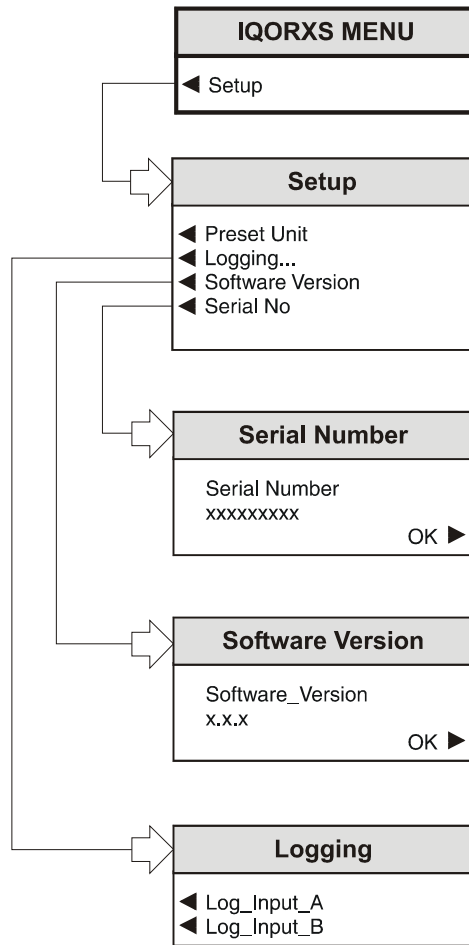 IQORXS MENU
◄ Setup
Setup
◄ Preset Unit
◄ Logging...
◄ Software Version
◄ Serial No
Serial Number
Serial Number
xxxxxxxxx
OK ►
Software Version
Software_Version
x.x.x
OK ►
Logging
◄ Log_Input_A
◄ Log_Input_B